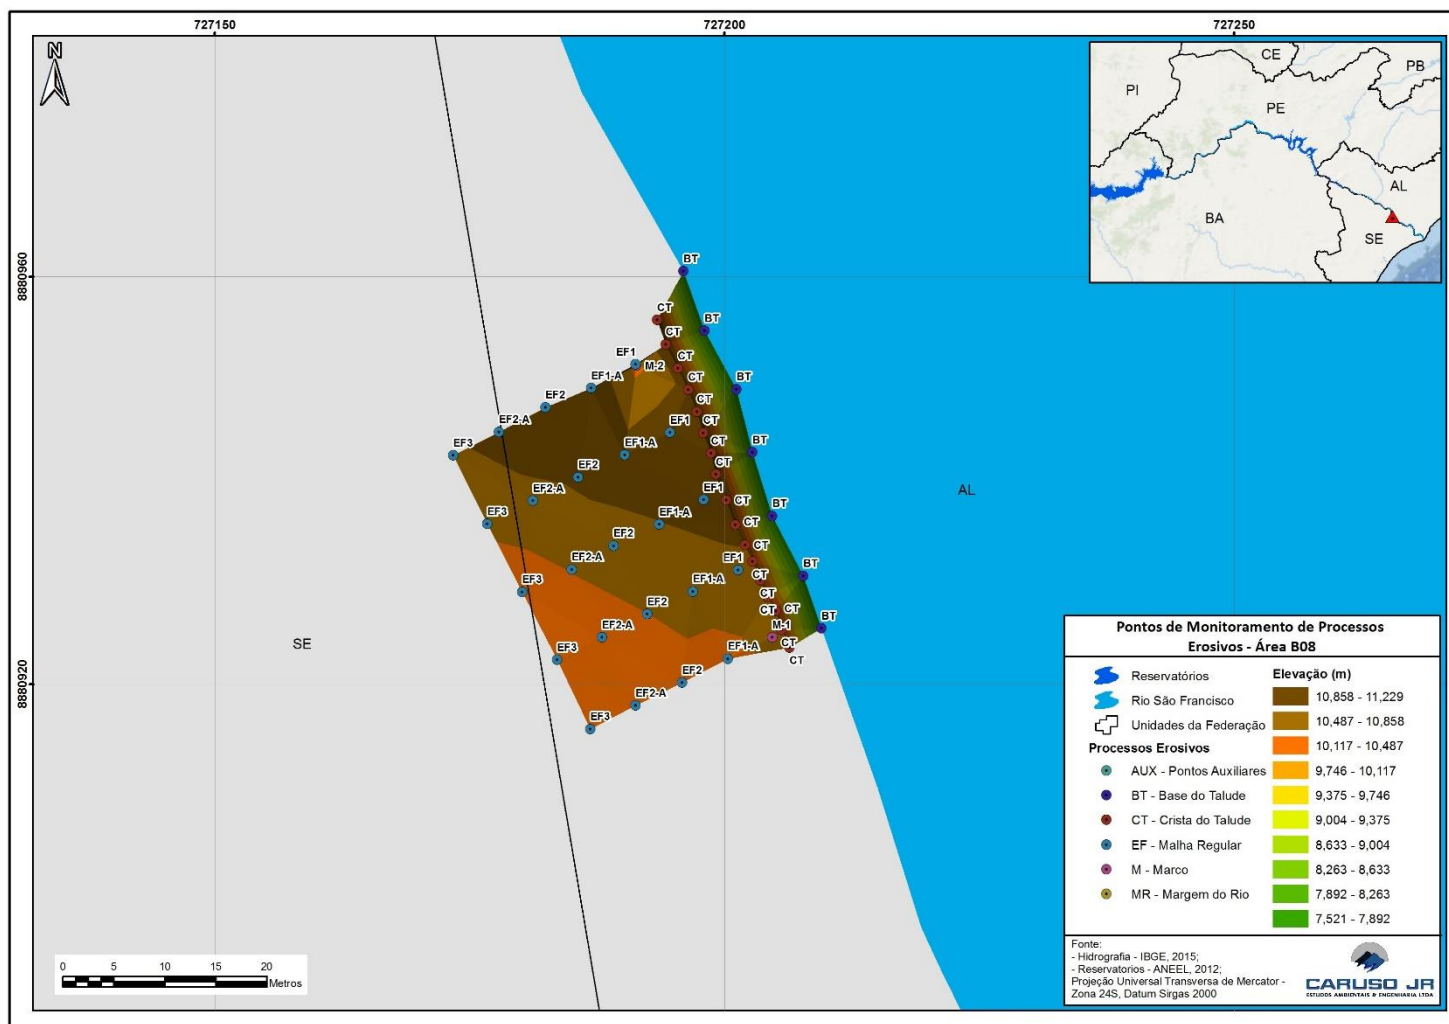 727150
727200
727250
N
8880960
8880920
CE
PB
PI
PE
AL
BA
SE
BT
CT
BT
CT
EF1
M-2
CT
EF1-A
CT
BT
EF2
CT
EF2-A
EF1
CT
EF3
EF1-A
CT
BT
EF2
CT
EF2-A
EF1
CT
AL
EF3
EF1-A
CT
BT
EF2
CT
EF2-A
EF1
CT
BT
EF3
EF1-A
CT
EF2
CT
CT
BT
EF2-A
M-1
SE
EF3
EF1-A
CT
CT
EF2
EF2-A
EF3
0
5
10
15
20
Metros
Pontos de Monitoramento de Processos
Erosivos - Área B08
Reservatórios
Rio São Francisco
Unidades da Federação
Processos Erosivos
AUX - Pontos Auxiliares
BT - Base do Talude
CT - Crista do Talude
EF - Malha Regular
M - Marco
MR - Margem do Rio
Elevação (m)
10,858 - 11,229
10,487 - 10,858
10,117 - 10,487
9,746 - 10,117
9,375 - 9,746
9,004 - 9,375
8,633 - 9,004
8,263 - 8,633
7,892 - 8,263
7,521 - 7,892
Fonte:
- Hidrografia - IBGE, 2015;
- Reservatorios - ANEEL, 2012;
Projeção Universal Transversa de Mercator -
Zona 24S, Datum Sirgas 2000
CARUSO JR
ESTUDOS AMBIENTAIS & ENGENHARIA LTDA